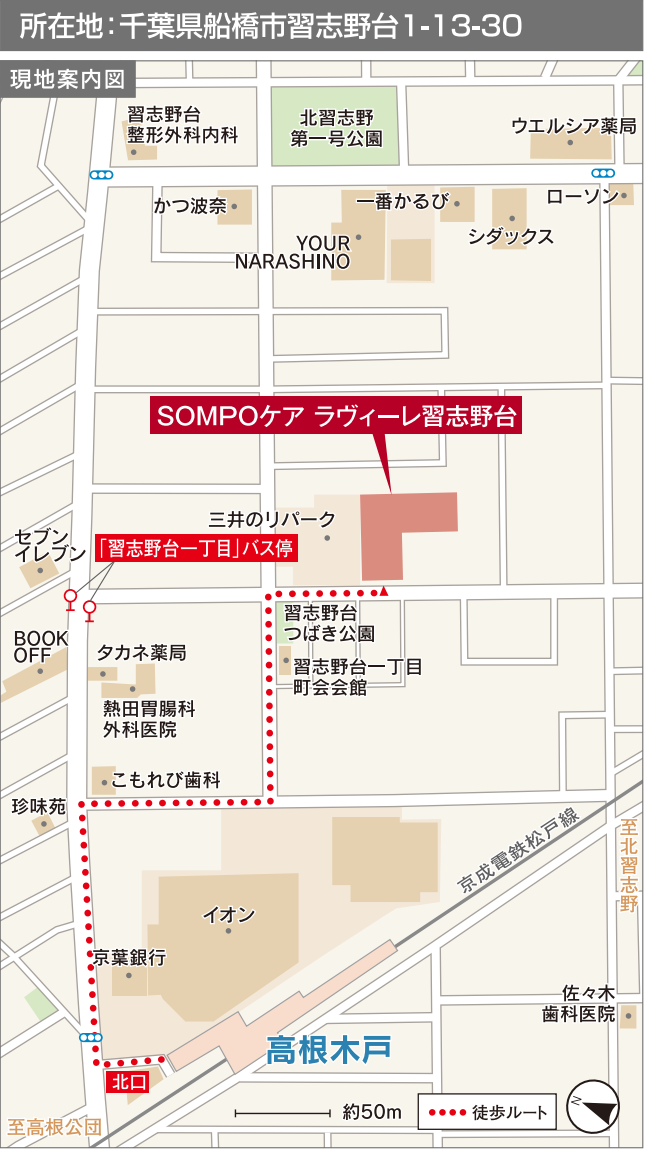 所在地:千葉県船橋市習志野台1-13-30
現地案内図
習志野台
整形外科内科
北習志野
第一号公園
ウエルシア薬局
かつ波奈
一番かるび
ローソン
シダックス
YOUR
NARASHINO
SOMPOケア ラヴィーレ習志野台
三井のリパーク
セブン
イレブン
「習志野台一丁目」バス停
習志野台
つばき公園
BOOK
OFF
タカネ薬局
習志野台一丁目
町会会館
熱田胃腸科
外科医院
こもれび歯科
珍味苑
京成電鉄松戸線
至北習志野
イオン
京葉銀行
佐々木
歯科医院
高根木戸
北口
至高根公団
約50m
徒歩ルート
N